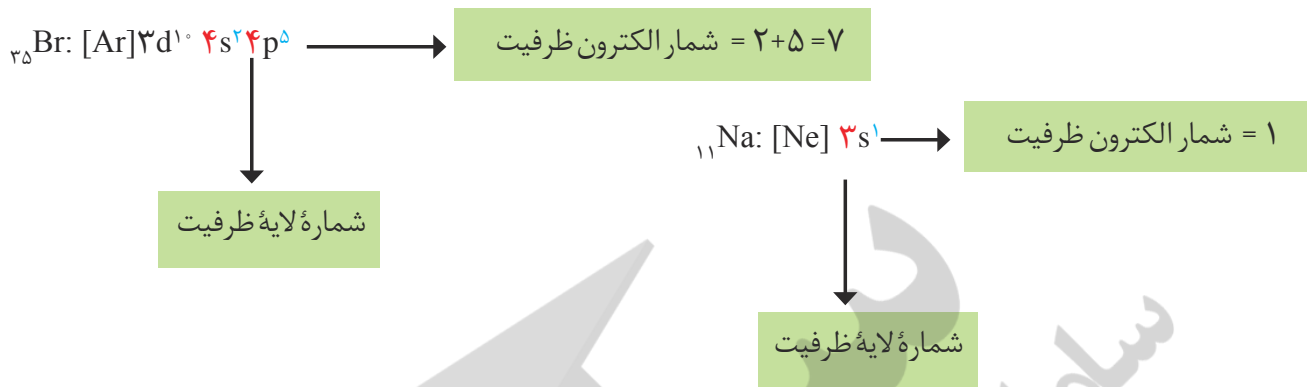 ₃₅Br: [Ar]۳d¹⁰ ۴s²۴p⁵
شمار الکترون ظرفیت = ۲+۵=۷
شمارهٔ لایهٔ ظرفیت
₁₁Na: [Ne] ۳s¹
شمار الکترون ظرفیت = ۱
شمارهٔ لایهٔ ظرفیت